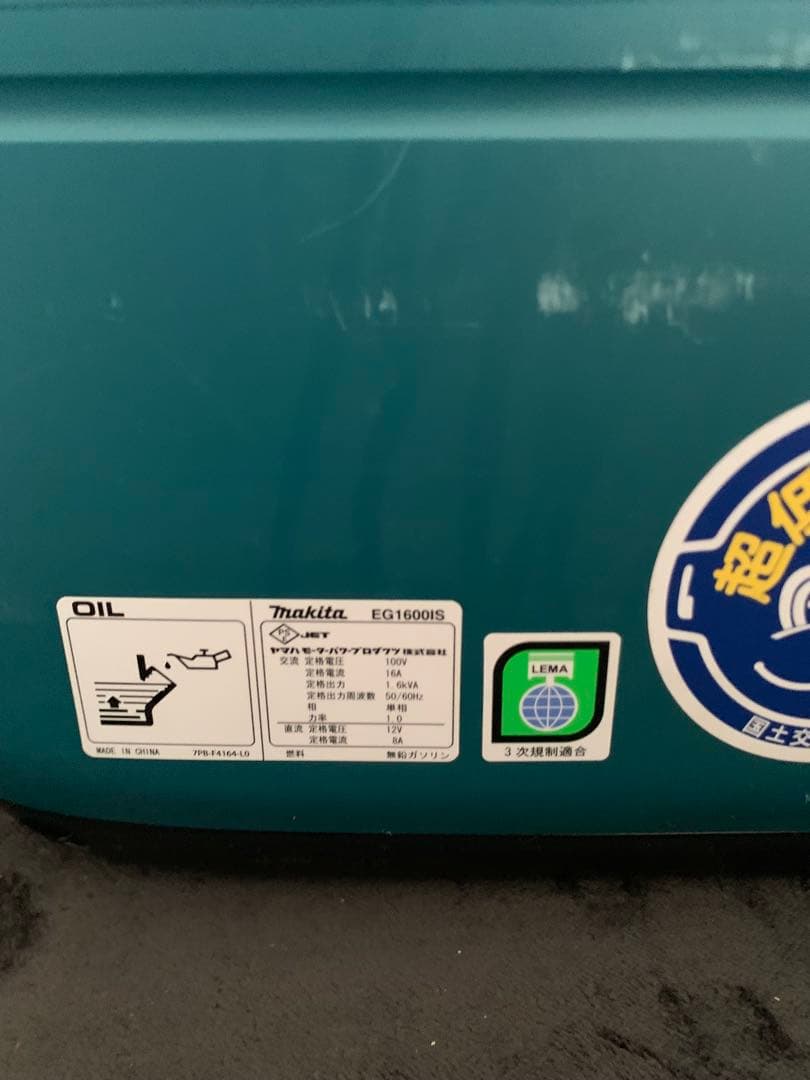 OIL
MADE IN CHINA 7PB-F4164-L0
makita EG1600IS
PS
E JET
ヤマハモーターパワープロダクツ株式会社
交流 定格電圧 100V
定格電流 16A
定格出力 1.6kVA
定格出力周波数 50/60Hz
相 単相
力率 1.0
直流 定格電圧 12V
定格電流 8A
燃料 無鉛ガソリン
LEMA
3次規制適合
超低
国土交